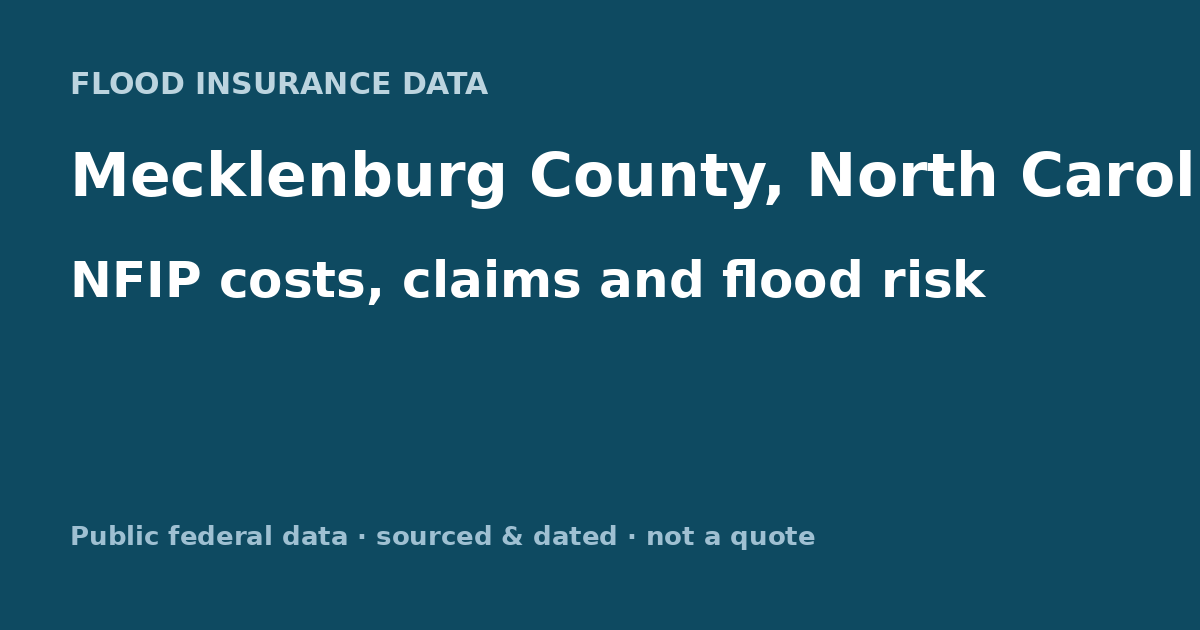 FLOOD INSURANCE DATA
Mecklenburg County, North Carol
NFIP costs, claims and flood risk
Public federal data · sourced & dated · not a quote